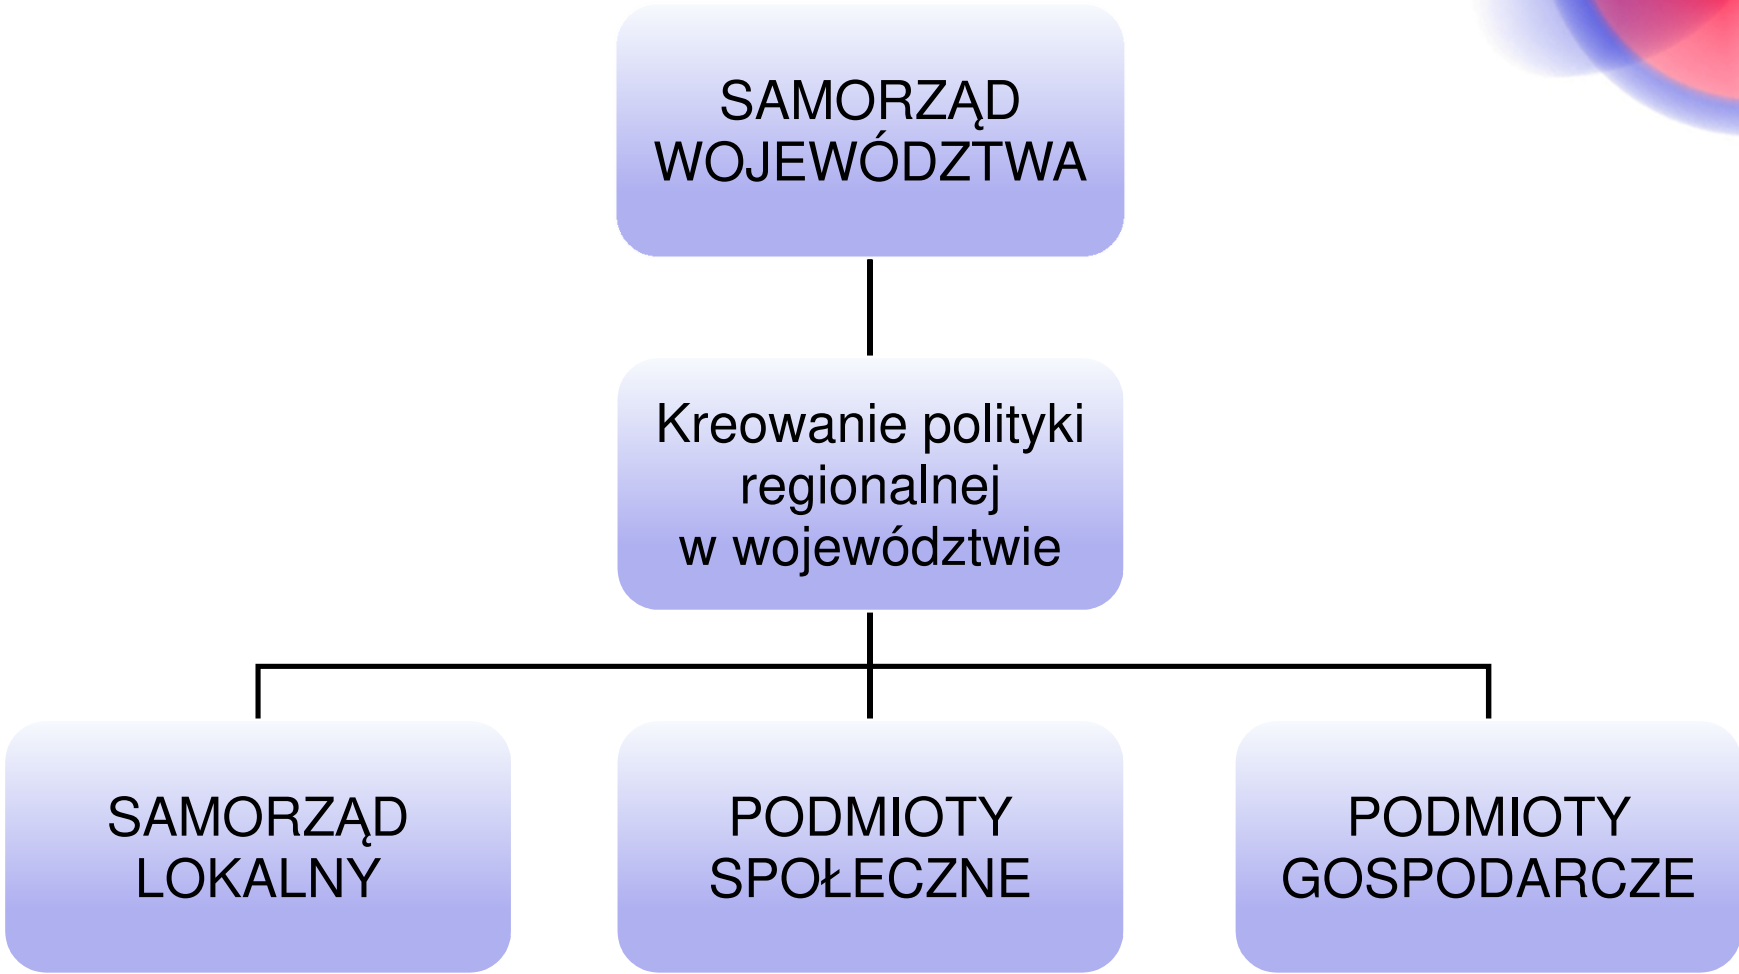 SAMORZĄD
WOJEWÓDZTWA
Kreowanie polityki
regionalnej
w województwie
SAMORZĄD
LOKALNY
PODMIOTY
SPOŁECZNE
PODMIOTY
GOSPODARCZE